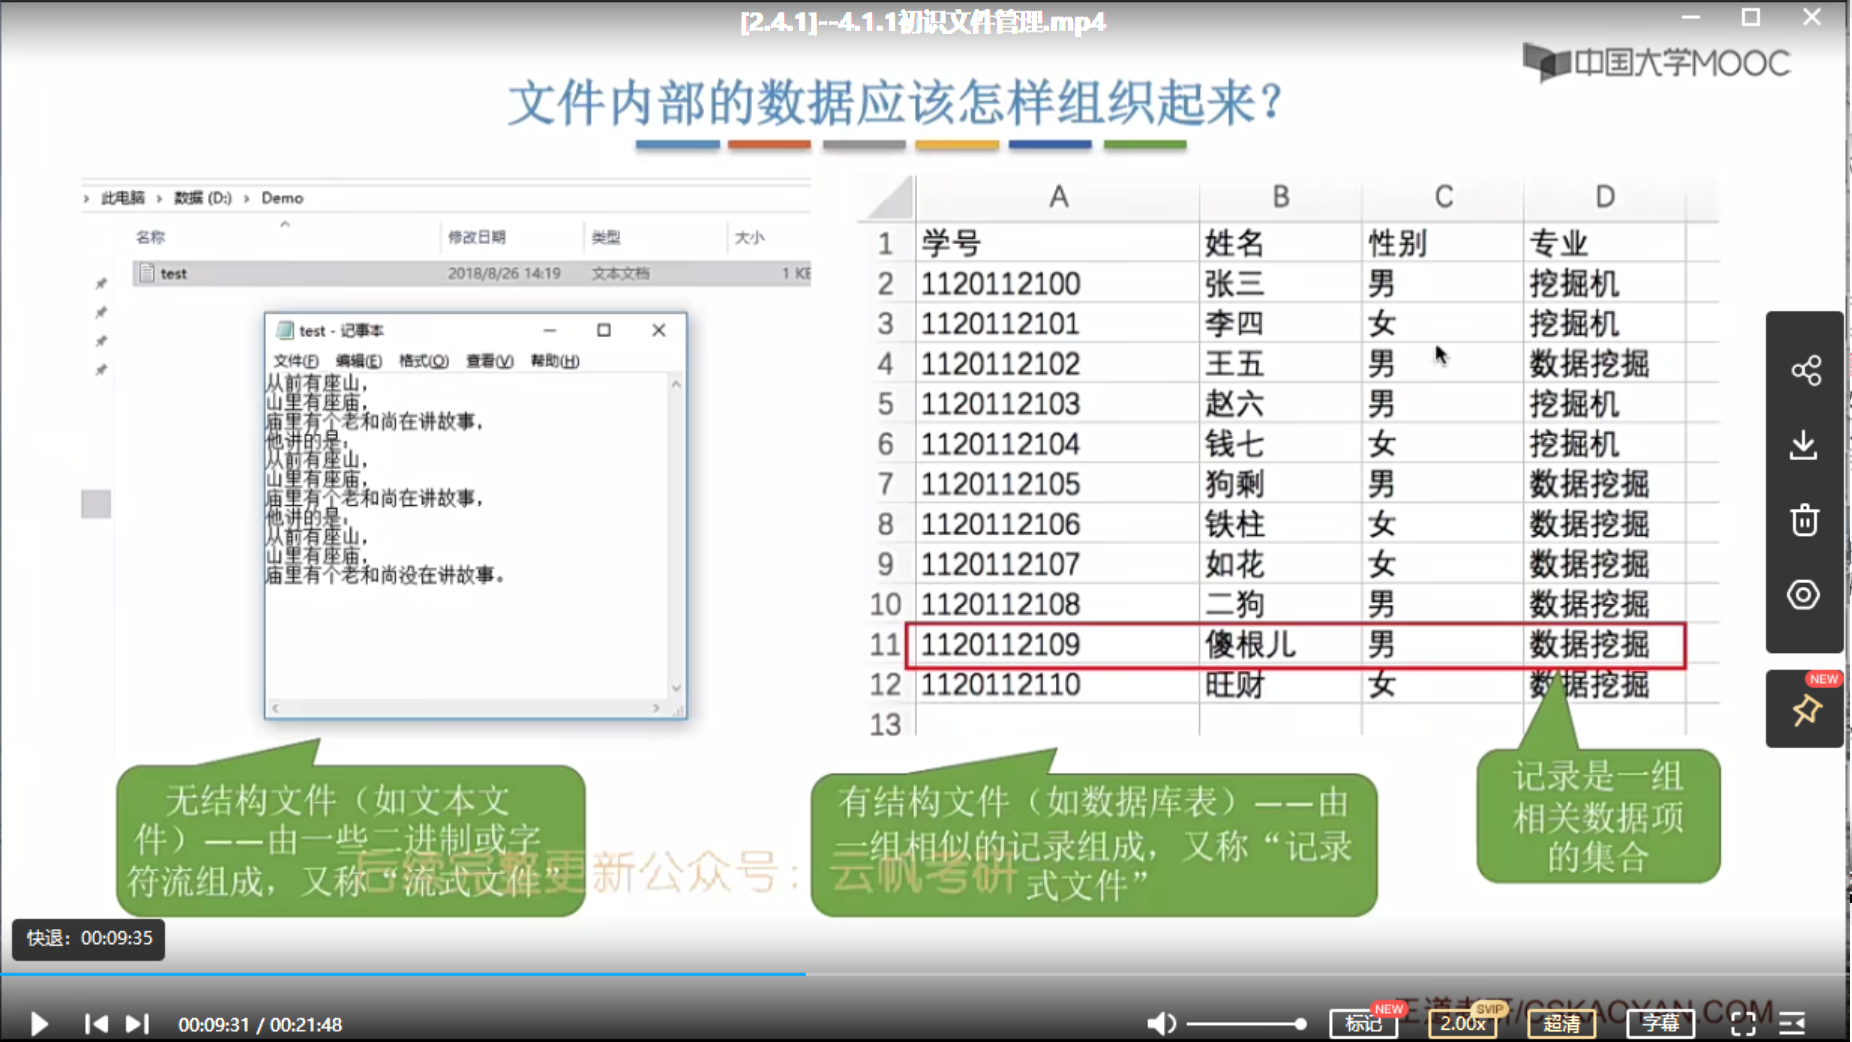 [2.4.1]--4.1.1初识文件管理.mp4
中国大学MOOC
文件内部的数据应该怎样组织起来？
此电脑 › 数据 (D:) › Demo
名称 修改日期 类型 大小
test 2018/8/26 14:19 文本文档 1 KB
test - 记事本
文件(F) 编辑(E) 格式(O) 查看(V) 帮助(H)
从前有座山，
山里有座庙，
庙里有个老和尚在讲故事，
他讲的是：
从前有座山，
山里有座庙，
庙里有个老和尚在讲故事，
他讲的是：
从前有座山，
山里有座庙，
庙里有个老和尚没在讲故事。
A B C D
1 学号 姓名 性别 专业
2 1120112100 张三 男 挖掘机
3 1120112101 李四 女 挖掘机
4 1120112102 王五 男 数据挖掘
5 1120112103 赵六 男 挖掘机
6 1120112104 钱七 女 挖掘机
7 1120112105 狗剩 男 数据挖掘
8 1120112106 铁柱 女 数据挖掘
9 1120112107 如花 女 数据挖掘
10 1120112108 二狗 男 数据挖掘
11 1120112109 傻根儿 男 数据挖掘
12 1120112110 旺财 女 数据挖掘
13
无结构文件（如文本文
件）——由一些二进制或字
符流组成，又称“流式文件”
有结构文件（如数据库表）——由
一组相似的记录组成，又称“记录
式文件”
记录是一组
相关数据项
的集合
后续完整更新公众号：云帆考研
NEW
快退：00:09:35
00:09:31 / 00:21:48
标记 NEW
2.00x SVIP
超清
字幕
王道考研/CSKAOYAN.COM